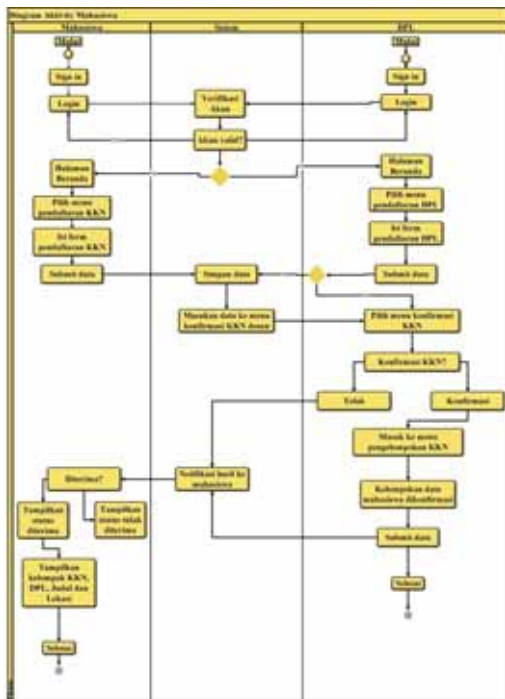 Diagram Aktivity Mahasiswa
Mahasiswa
Sistem
DPL
Mulai
Mulai
Sign in
Sign in
Login
Verifikasi
Akun
Login
Akun valid?
Halaman
Beranda
Halaman
Beranda
Pilih menu
pendaftaran KKN
Pilih menu
pendaftaran DPL
Isi form
pendaftaran KKN
Isi form
pendaftaran DPL
Submit data
Simpan data
Submit data
Masukan data ke menu
konfirmasi KKN dosen
Pilih menu konfirmasi
KKN
Konfirmasi KKN?
Tolak
Konfirmasi
Masuk ke menu
pengelompokan KKN
Diterima?
Notifikasi hasil ke
mahasiswa
Kelompokan data
mahasiswa dikonfirmasi
Tampilkan
status
diterima
Tampilkan
status tidak
diterima
Submit data
Tampilkan
kelompok KKN,
DPL, Judul dan
Lokasi
Selesai
Selesai